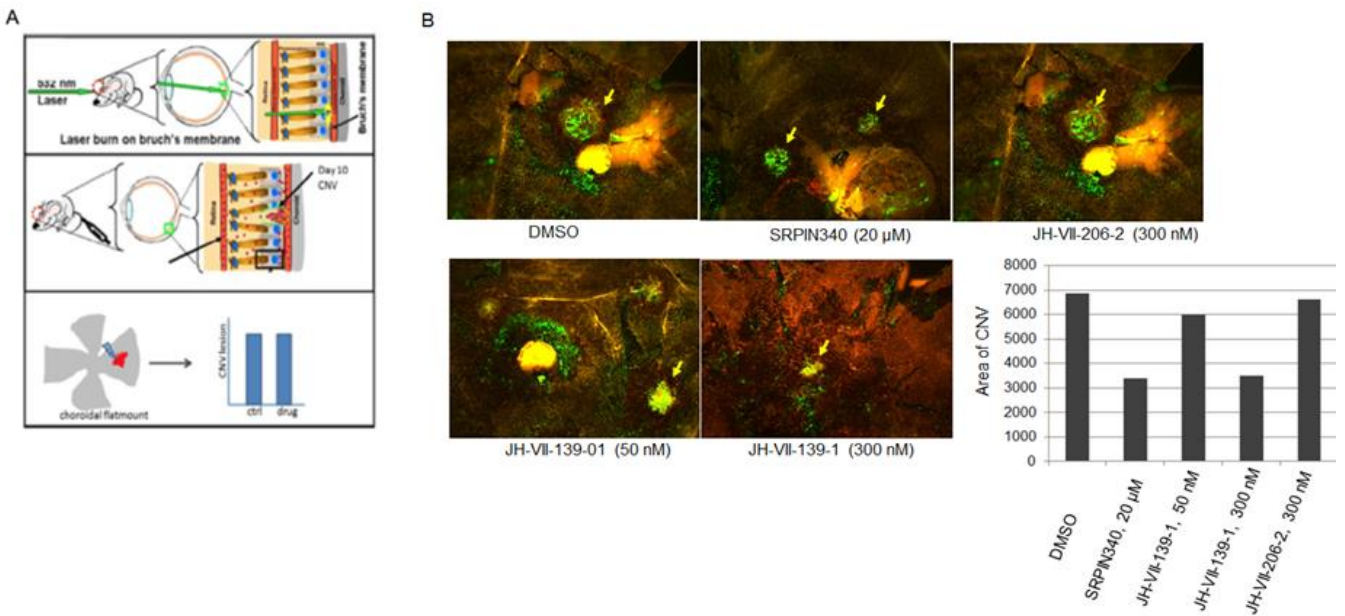 A
532 nm
Laser
Retina
Choroid
Bruch's membrane
Laser burn on bruch's membrane
Day 10
CNV
Retina
Choroid
choroidal flatmount
CNV lesion
ctrl drug
B
DMSO
SRPIN340 (20 µM)
JH-VII-206-2 (300 nM)
JH-VII-139-01 (50 nM)
JH-VII-139-1 (300 nM)
Area of CNV
8000
7000
6000
5000
4000
3000
2000
1000
0
DMSO
SRPIN340, 20 µM
JH-VII-139-1, 50 nM
JH-VII-139-1, 300 nM
JH-VII-206-2, 300 nM